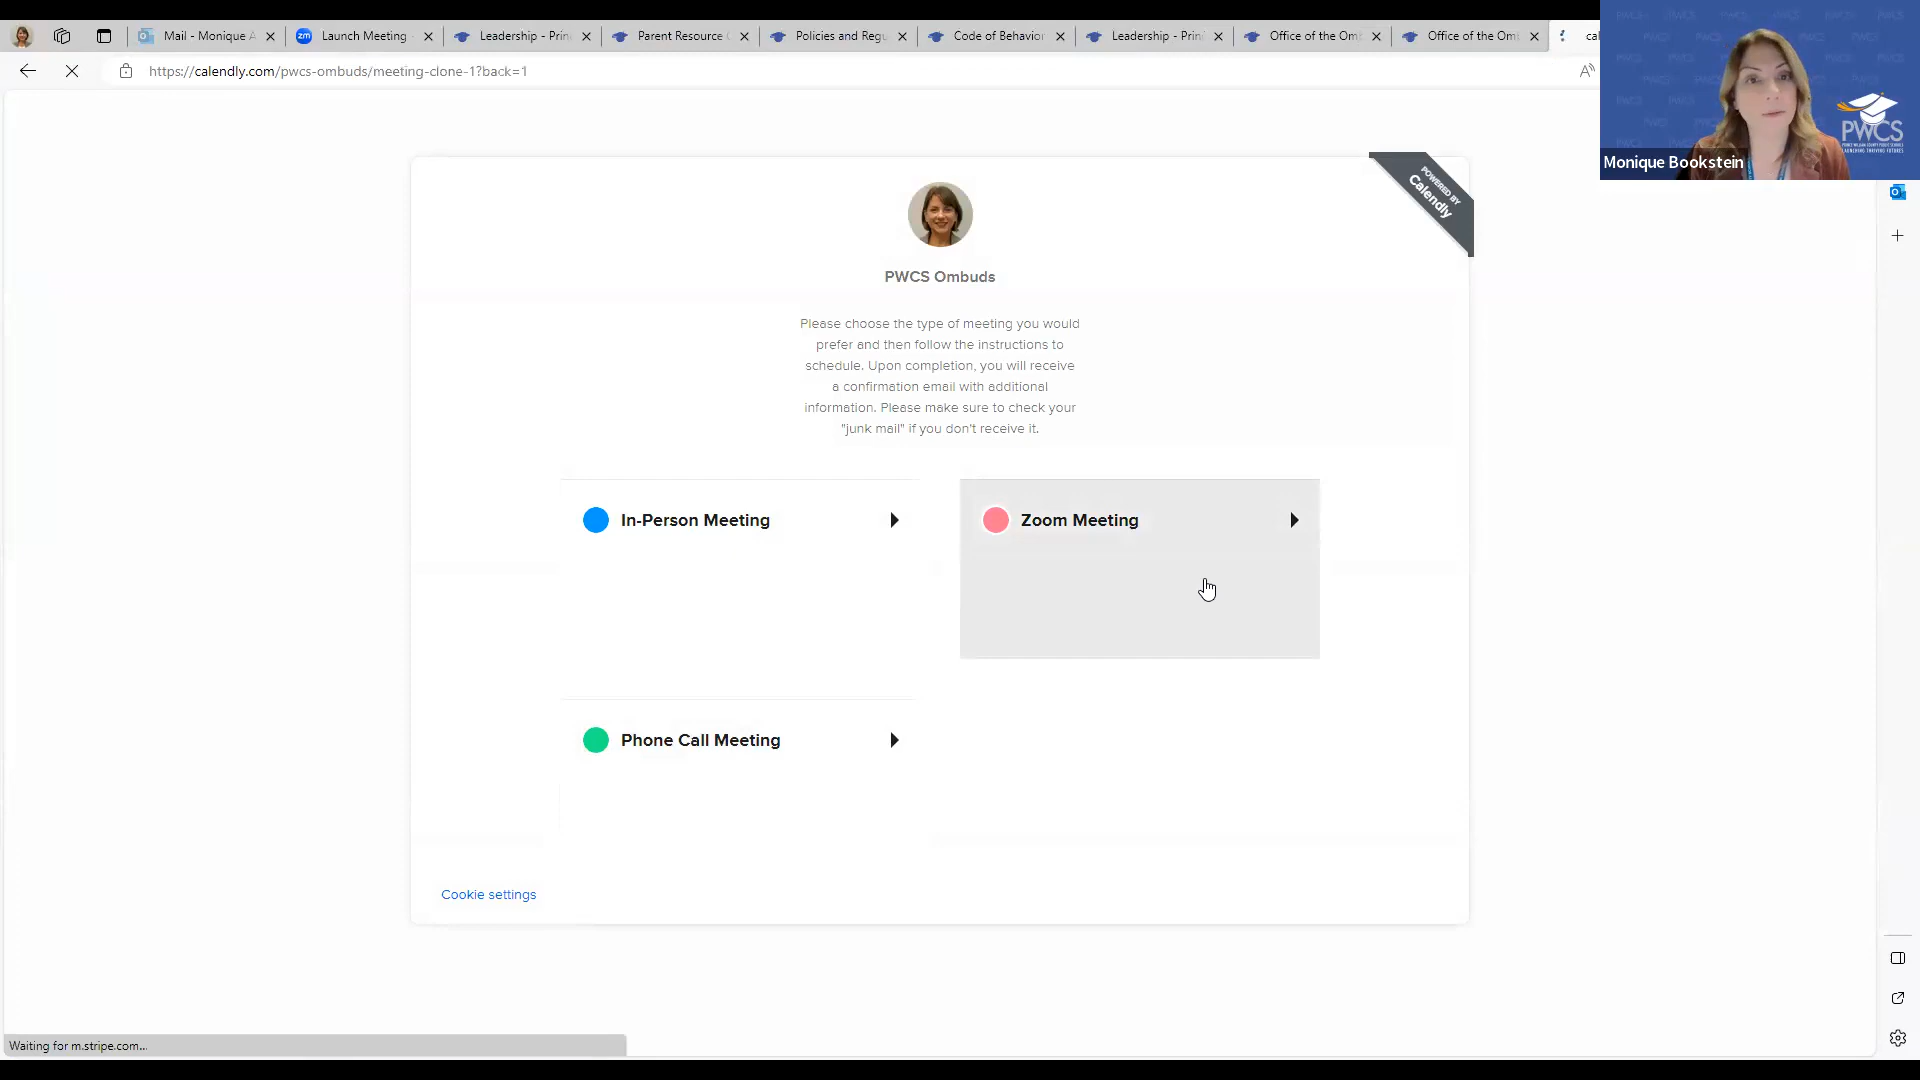 Mail - Monique A
Launch Meeting
Leadership - Prin
Parent Resource
Policies and Regu
Code of Behavior
Leadership - Prin
Office of the Om
Office of the Om
cal
https://calendly.com/pwcs-ombuds/meeting-clone-1?back=1
PWCS
Monique Bookstein
POWERED BY
Calendly
PWCS Ombuds
Please choose the type of meeting you would
prefer and then follow the instructions to
schedule. Upon completion, you will receive
a confirmation email with additional
information. Please make sure to check your
"junk mail" if you don't receive it.
In-Person Meeting
Zoom Meeting
Phone Call Meeting
Cookie settings
Waiting for m.stripe.com...